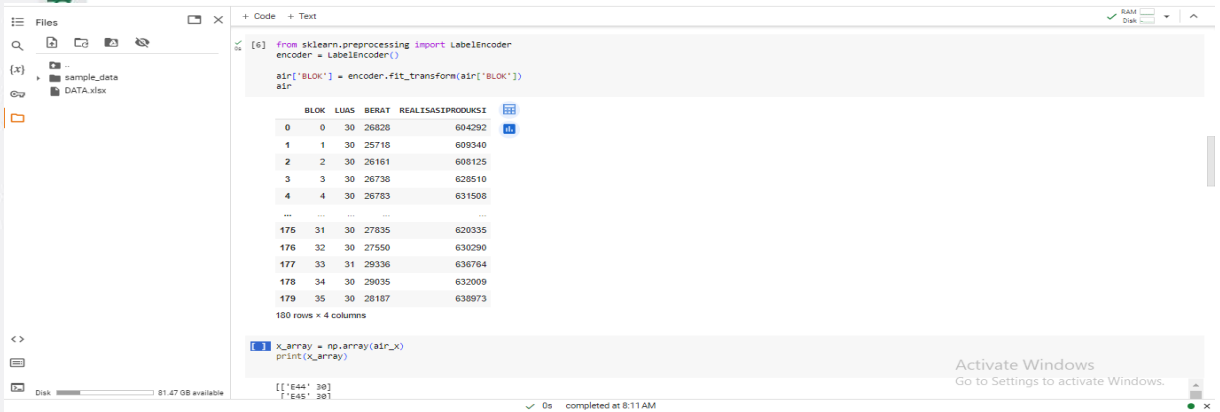 Files
+ Code + Text
RAM
Disk
{x}
..
sample_data
DATA.xlsx
0s
[6] from sklearn.preprocessing import LabelEncoder
encoder = LabelEncoder()
air['BLOK'] = encoder.fit_transform(air['BLOK'])
air
BLOK LUAS BERAT REALISASIPRODUKSI
0 0 30 26828 604292
1 1 30 25718 609340
2 2 30 26161 608125
3 3 30 26738 628510
4 4 30 26783 631508
... ... ... ... ...
175 31 30 27835 620335
176 32 30 27550 630290
177 33 31 29336 636764
178 34 30 29035 632009
179 35 30 28187 638973
180 rows × 4 columns
[ ] x_array = np.array(air_x)
print(x_array)
[['E44' 30]
['E45' 30]
Activate Windows
Go to Settings to activate Windows.
Disk 81.47 GB available
0s completed at 8:11 AM